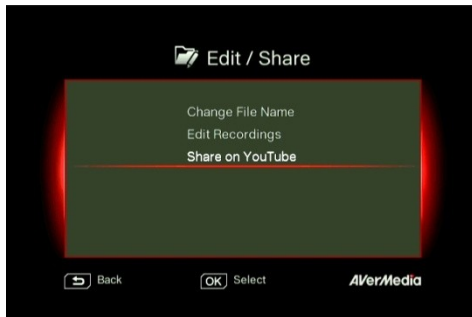 Edit / Share
Change File Name
Edit Recordings
Share on YouTube
Back
OK Select
AVerMedia